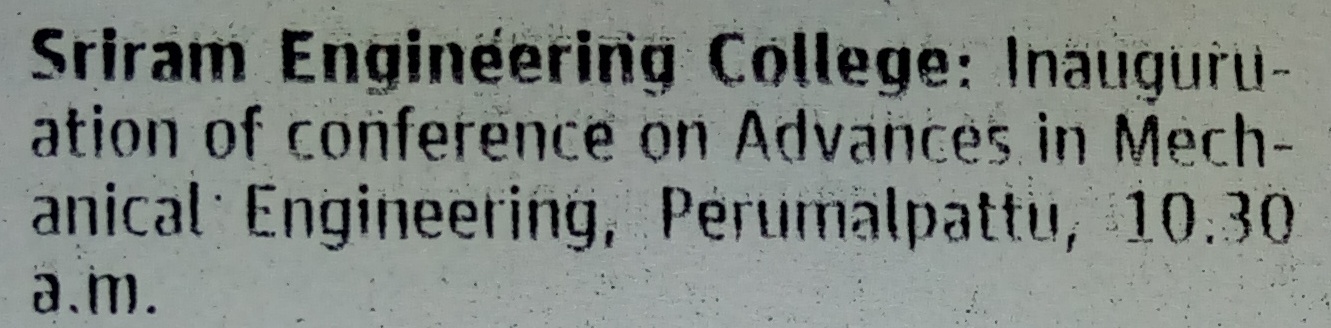 Sriram Engineering College: Inauguru-
ation of conference on Advances in Mech-
anical Engineering, Perumalpattu, 10.30
a.m.